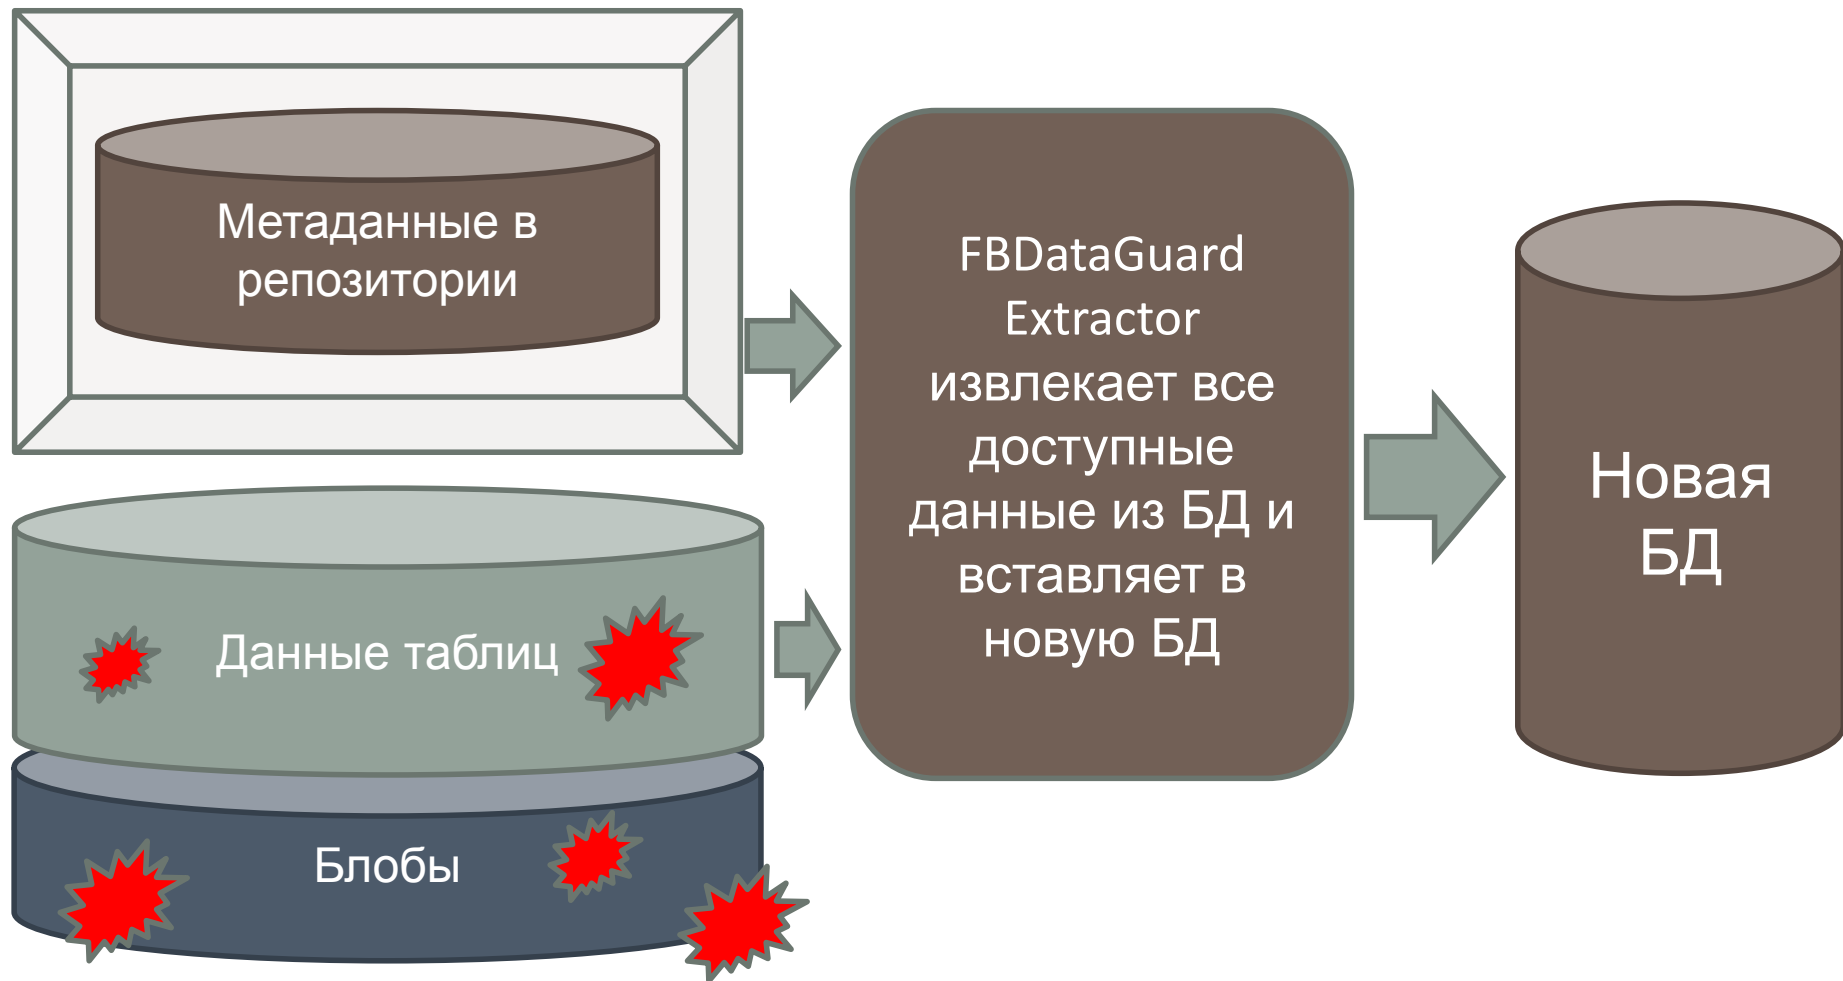 Метаданные в
репозитории
FBDataGuard
Extractor
извлекает все
доступные
данные из БД и
вставляет в
новую БД
Новая
БД
Данные таблиц
Блобы